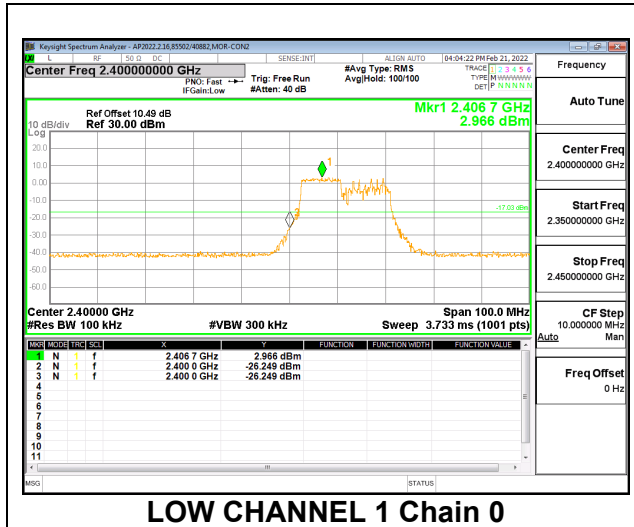 Keysight Spectrum Analyzer - AP2022.2.16,85502/40882,MOR-CON2
L RF 50 Ω DC SENSE:INT ALIGN AUTO 04:04:22 PM Feb 21, 2022
Center Freq 2.400000000 GHz
PNO: Fast
IFGain:Low
Trig: Free Run
#Atten: 40 dB
#Avg Type: RMS
Avg|Hold: 100/100
TRACE 1 2 3 4 5 6
TYPE M W W W W W
DET P N N N N N
Frequency
Auto Tune
Center Freq
2.400000000 GHz
Start Freq
2.350000000 GHz
Stop Freq
2.450000000 GHz
CF Step
10.000000 MHz
Auto Man
Freq Offset
0 Hz
Mkr1 2.406 7 GHz
2.966 dBm
Ref Offset 10.49 dB
Ref 30.00 dBm
10 dB/div
Log
20.0
10.0
0.00
-10.0
-20.0
-30.0
-40.0
-50.0
-60.0
1
-17.03 dBm
Center 2.40000 GHz
Span 100.0 MHz
#Res BW 100 kHz
#VBW 300 kHz
Sweep 3.733 ms (1001 pts)
MKR MODE TRC SCL X Y FUNCTION FUNCTION WIDTH FUNCTION VALUE
1 N 1 f 2.406 7 GHz 2.966 dBm
2 N 1 f 2.400 0 GHz -26.249 dBm
3 N 1 f 2.400 0 GHz -26.249 dBm
4
5
6
7
8
9
10
11
MSG
STATUS
LOW CHANNEL 1 Chain 0